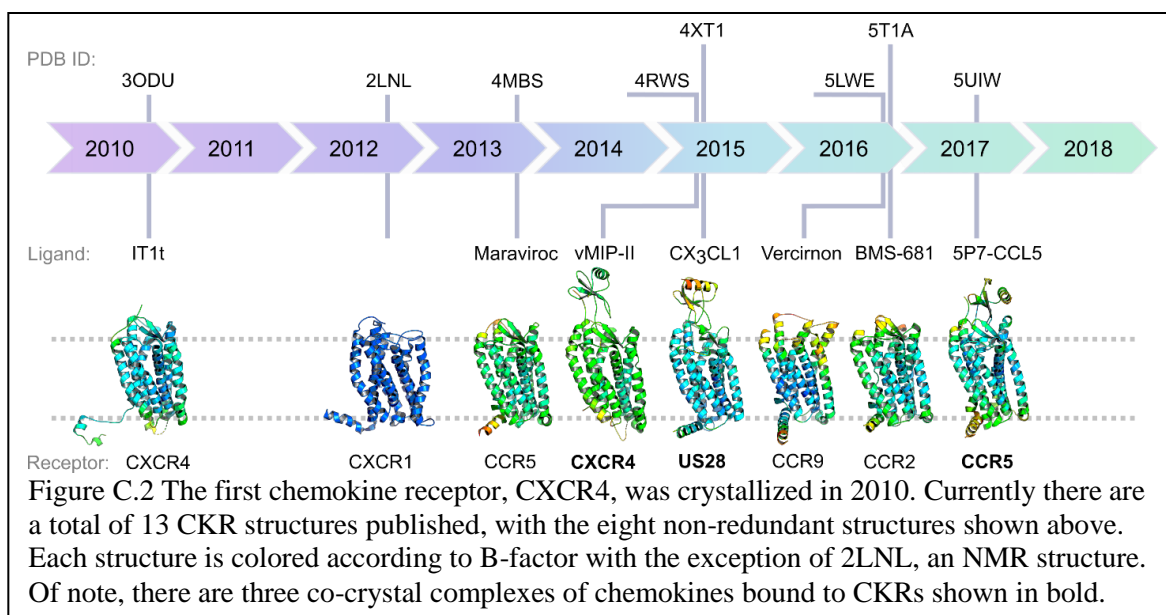 4XT1 5T1A
PDB ID:
3ODU 2LNL 4MBS 4RWS 5LWE 5UIW
2010 2011 2012 2013 2014 2015 2016 2017 2018
Ligand: IT1t Maraviroc vMIP-II CX3CL1 Vercirnon BMS-681 5P7-CCL5
Receptor: CXCR4 CXCR1 CCR5 CXCR4 US28 CCR9 CCR2 CCR5
Figure C.2 The first chemokine receptor, CXCR4, was crystallized in 2010. Currently there are
a total of 13 CKR structures published, with the eight non-redundant structures shown above.
Each structure is colored according to B-factor with the exception of 2LNL, an NMR structure.
Of note, there are three co-crystal complexes of chemokines bound to CKRs shown in bold.